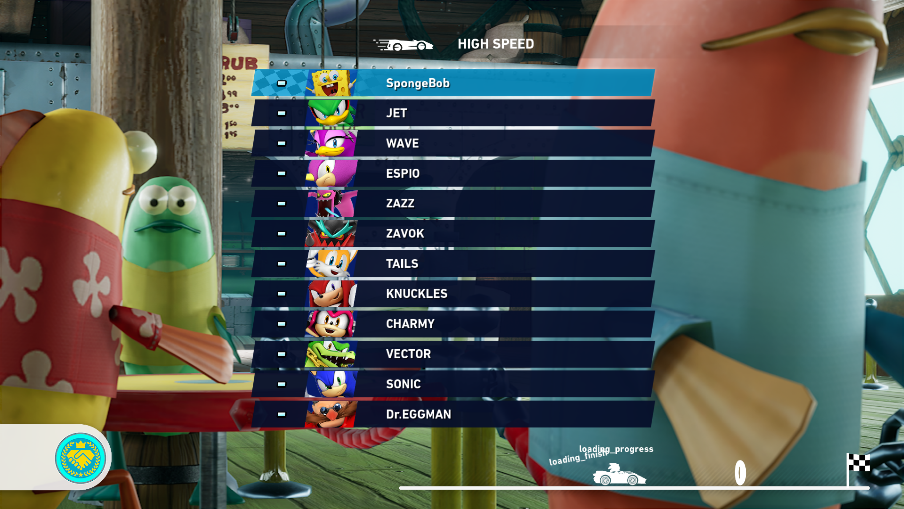 HIGH SPEED
SpongeBob
JET
WAVE
ESPIO
ZAZZ
ZAVOK
TAILS
KNUCKLES
CHARMY
VECTOR
SONIC
Dr.EGGMAN
loading_progress
loading_finish